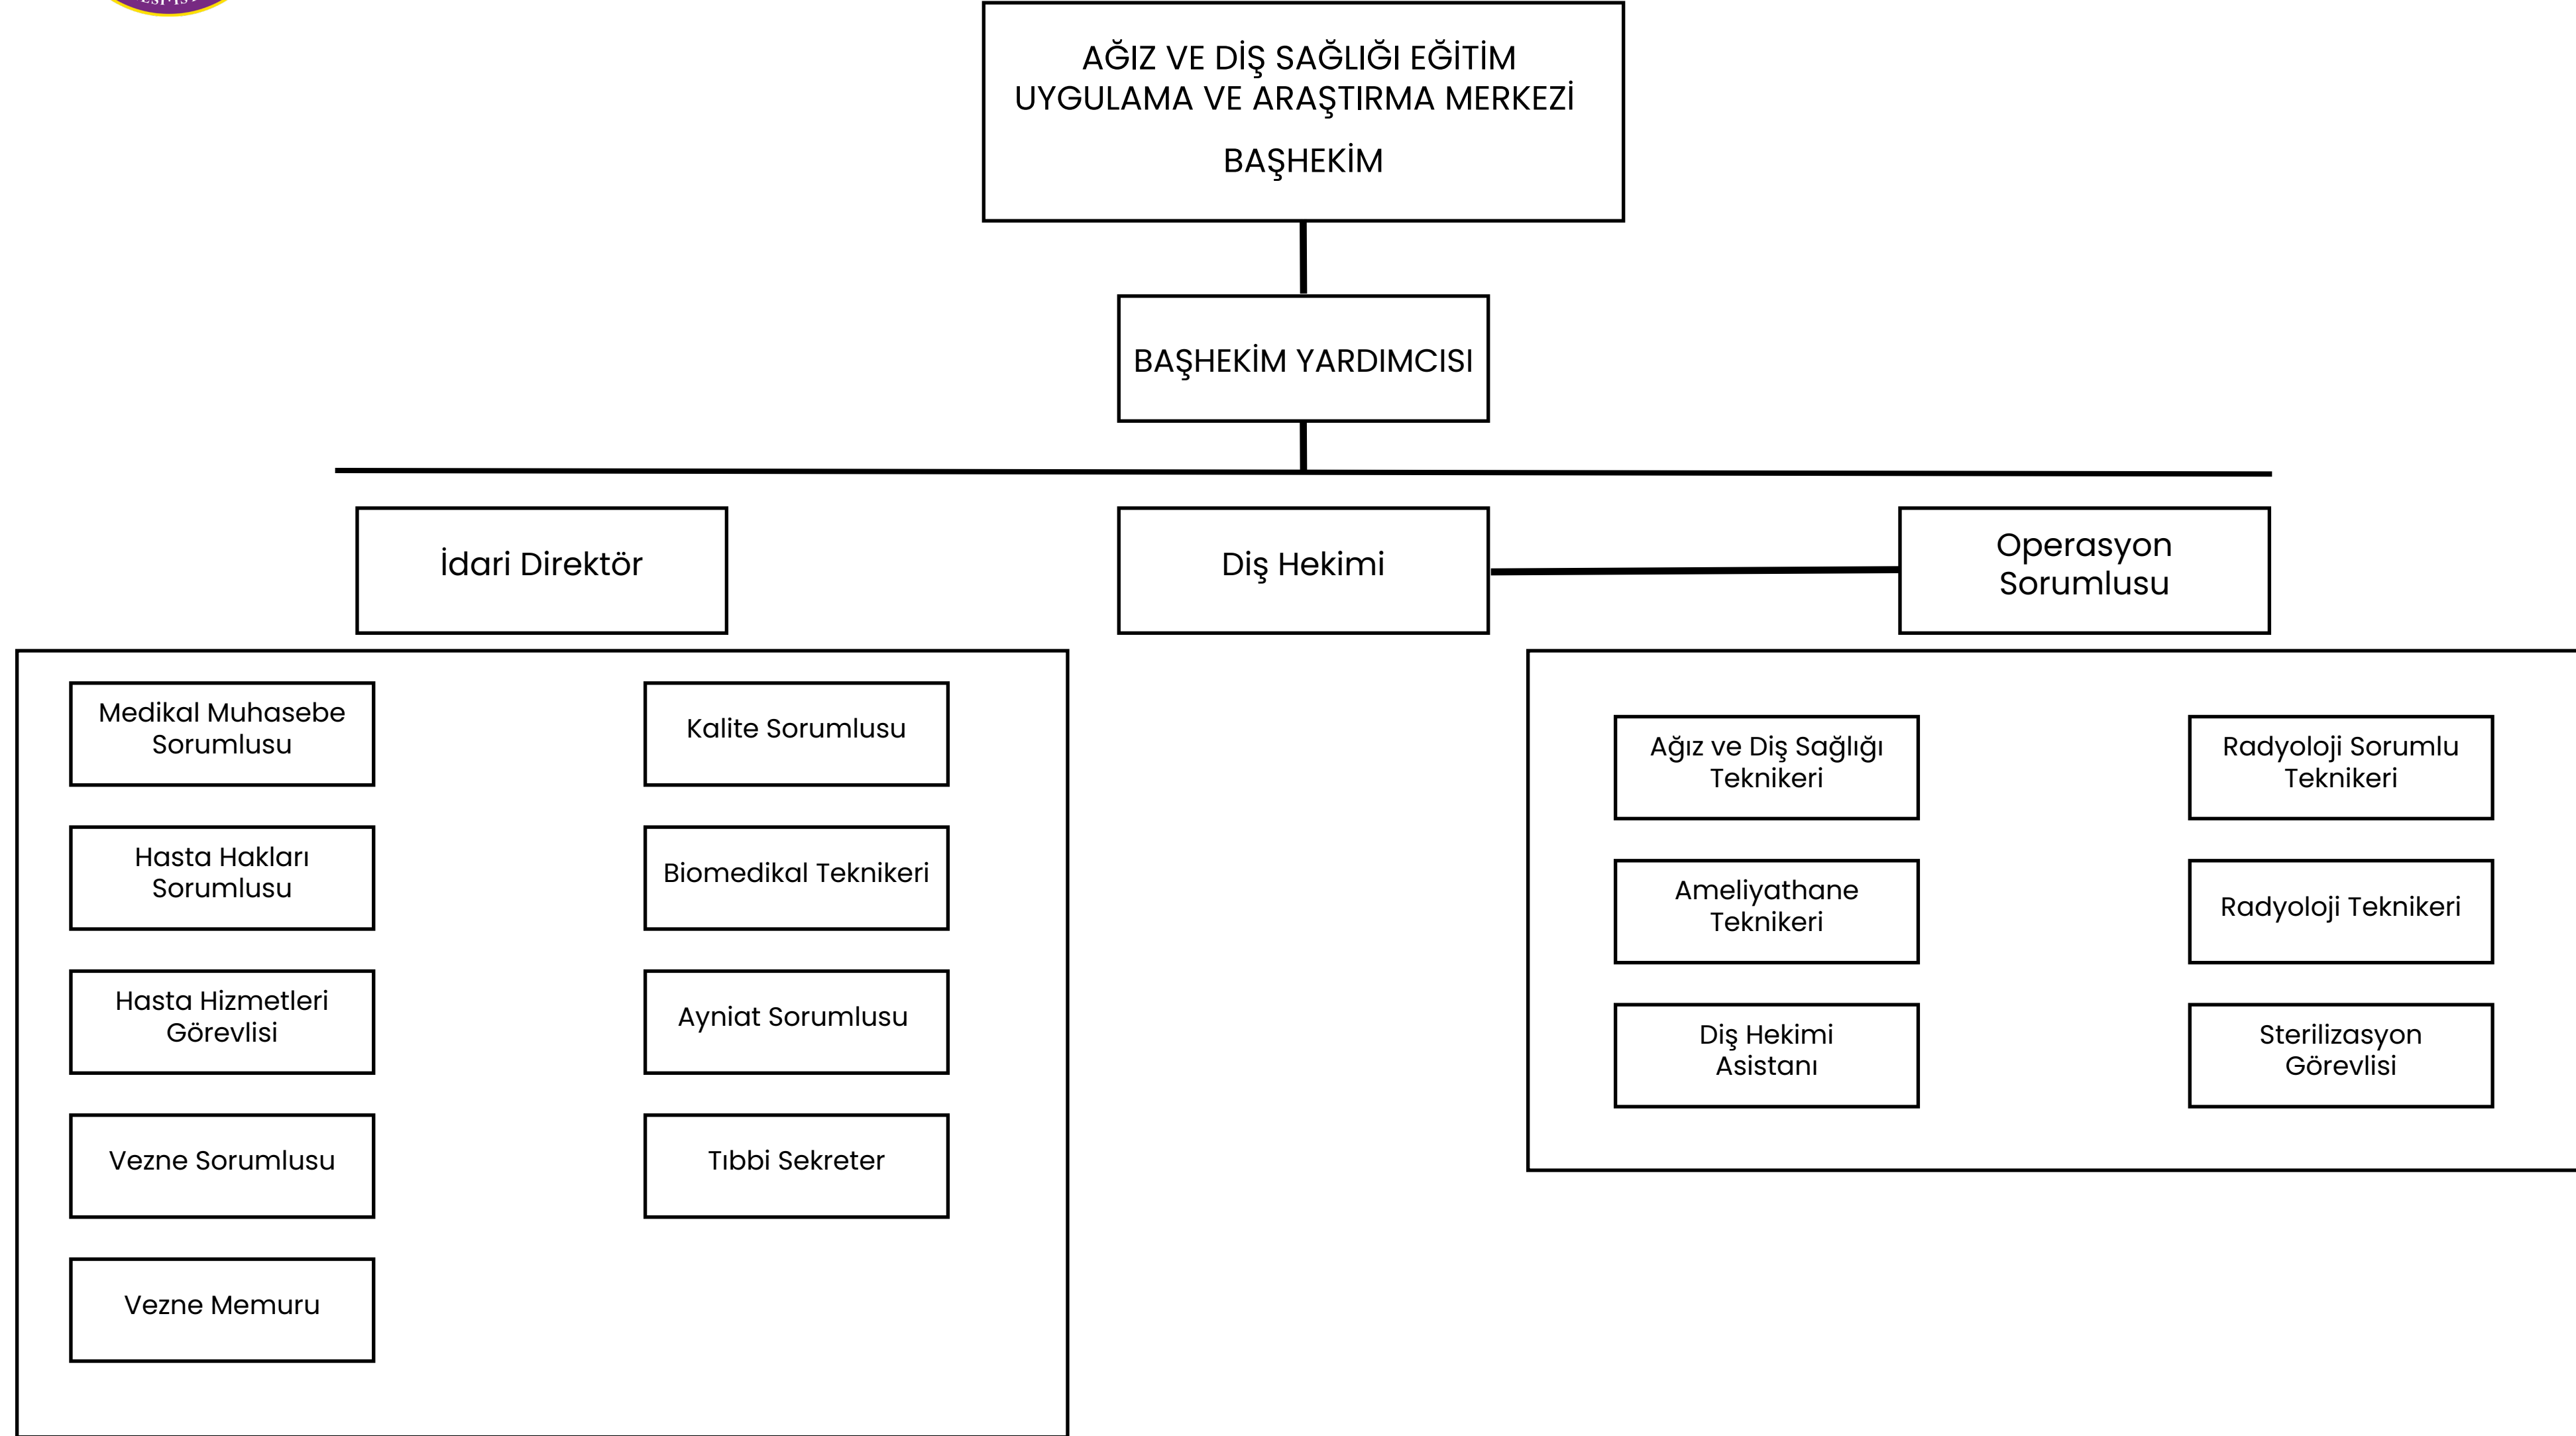 AĞIZ VE DİŞ SAĞLIĞI EĞİTİM
UYGULAMA VE ARAŞTIRMA MERKEZİ
BAŞHEKİM
BAŞHEKİM YARDIMCISI
İdari Direktör
Diş Hekimi
Operasyon
Sorumlusu
Medikal Muhasebe
Sorumlusu
Kalite Sorumlusu
Hasta Hakları
Sorumlusu
Biomedikal Teknikeri
Hasta Hizmetleri
Görevlisi
Ayniat Sorumlusu
Vezne Sorumlusu
Tıbbi Sekreter
Vezne Memuru
Ağız ve Diş Sağlığı
Teknikeri
Radyoloji Sorumlu
Teknikeri
Ameliyathane
Teknikeri
Radyoloji Teknikeri
Diş Hekimi
Asistanı
Sterilizasyon
Görevlisi